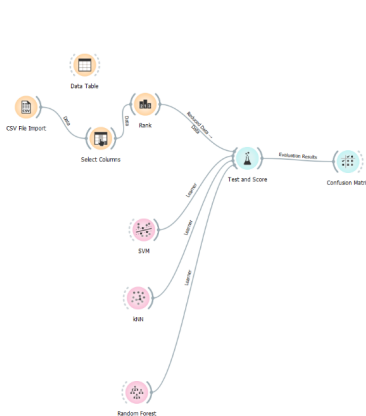 Data Table
CSV File Import
Data
Select Columns
Data
Rank
Reduced Data →
Data
Test and Score
Evaluation Results
Confusion Matri
Learner
SVM
Learner
kNN
Learner
Random Forest